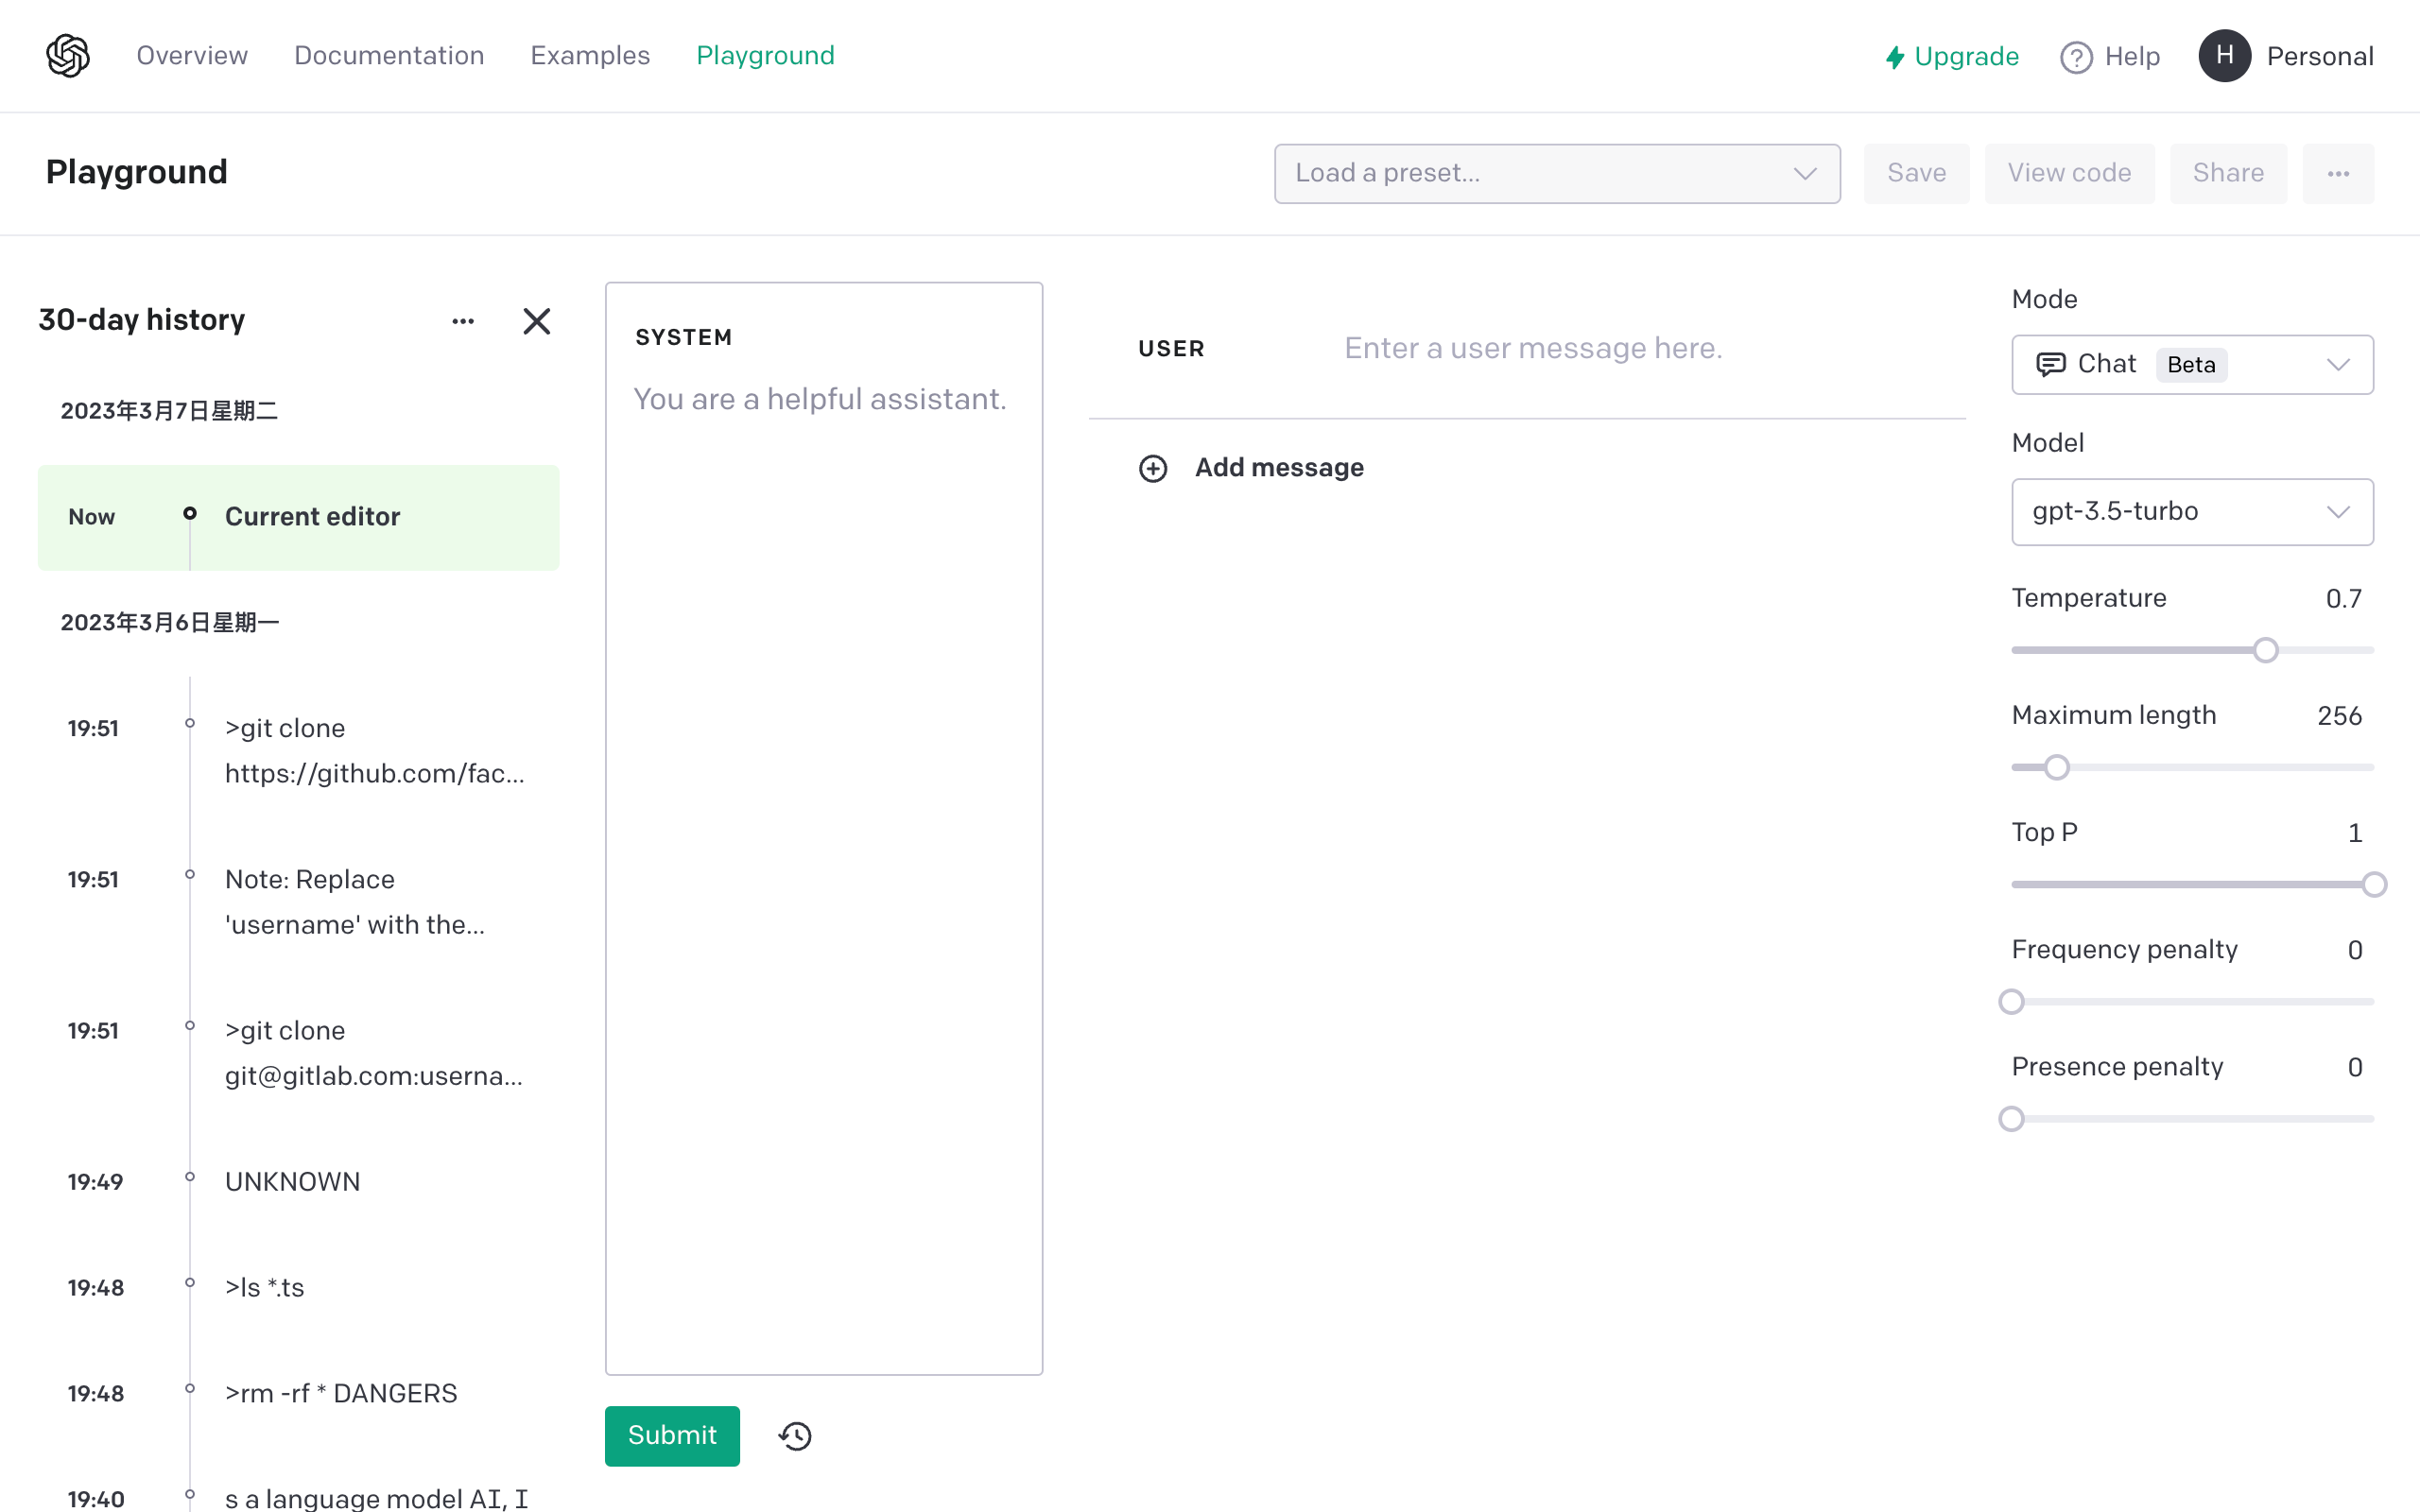 Overview Documentation Examples Playground Upgrade Help H Personal
Playground Load a preset... Save View code Share ...
30-day history ...
2023年3月7日星期二
Now Current editor
2023年3月6日星期一
19:51 >git clone
https://github.com/fac...
19:51 Note: Replace
'username' with the...
19:51 >git clone
git@gitlab.com:userna...
19:49 UNKNOWN
19:48 >ls *.ts
19:48 >rm -rf * DANGERS
19:40 s a language model AI, I
SYSTEM
You are a helpful assistant.
Submit
USER Enter a user message here.
Add message
Mode
Chat Beta
Model
gpt-3.5-turbo
Temperature 0.7
Maximum length 256
Top P 1
Frequency penalty 0
Presence penalty 0